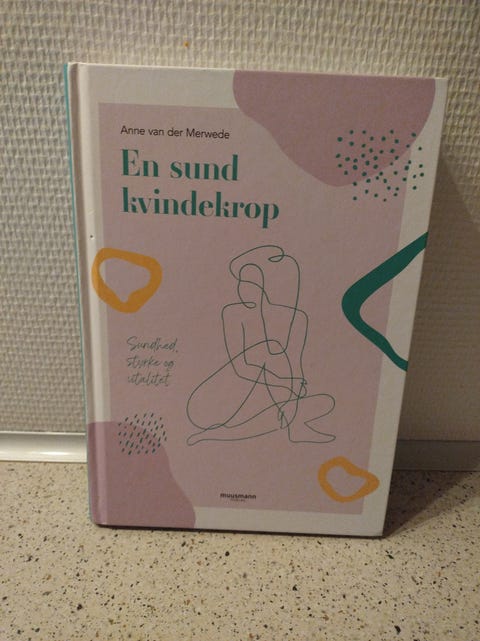 Anne van der Merwede
En sund
kvindekrop
Sundhed,
styrke og
vitalitet
muusmann